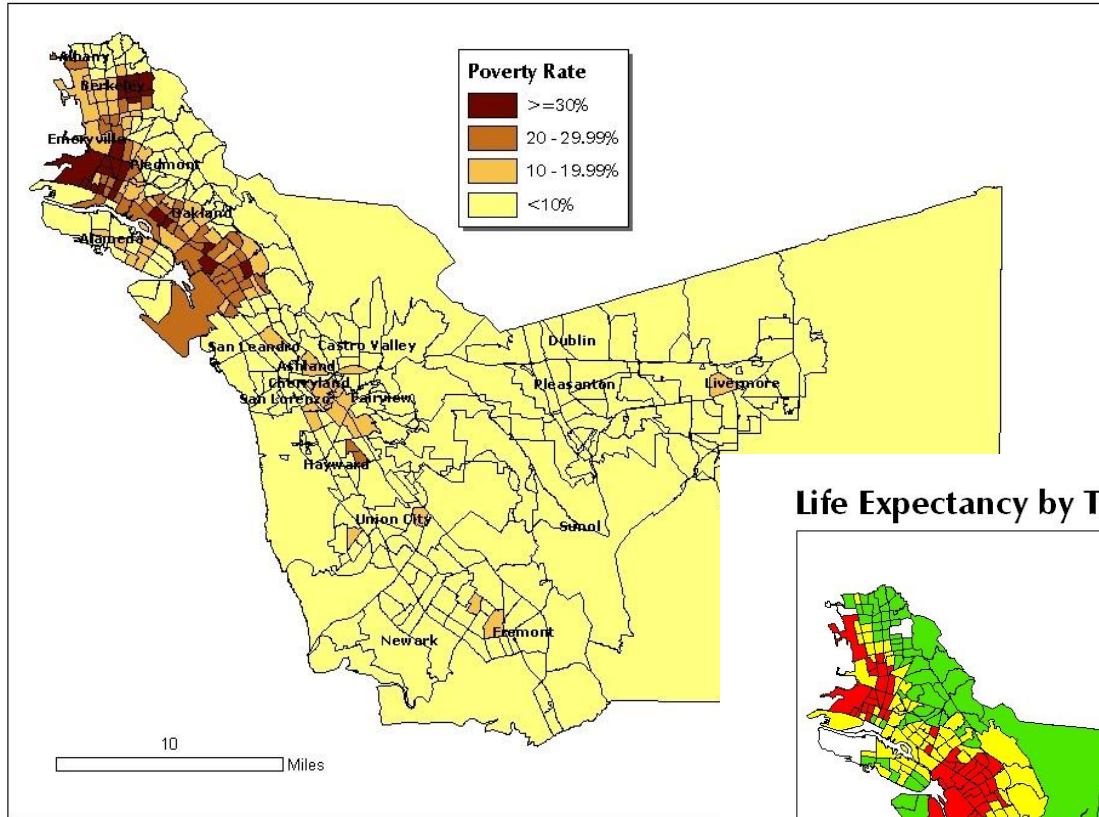 Poverty Rate
>=30%
20 - 29.99%
10 - 19.99%
<10%
Albany
Berkeley
Emeryville
Piedmont
Oakland
Alameda
San Leandro
Castro Valley
Dublin
Ashland
Cherryland
Pleasanton
Livermore
San Lorenzo
Fairview
Hayward
Union City
Sunol
Newark
Fremont
10
Miles
Life Expectancy by T